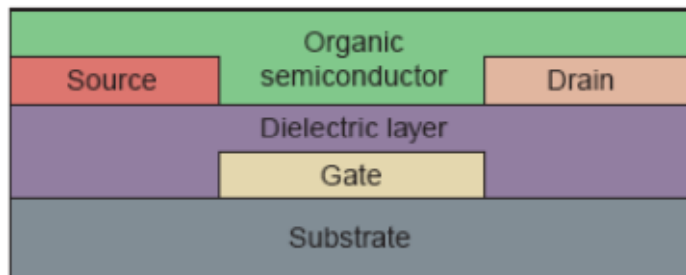 Organic
semiconductor
Source
Drain
Dielectric layer
Gate
Substrate